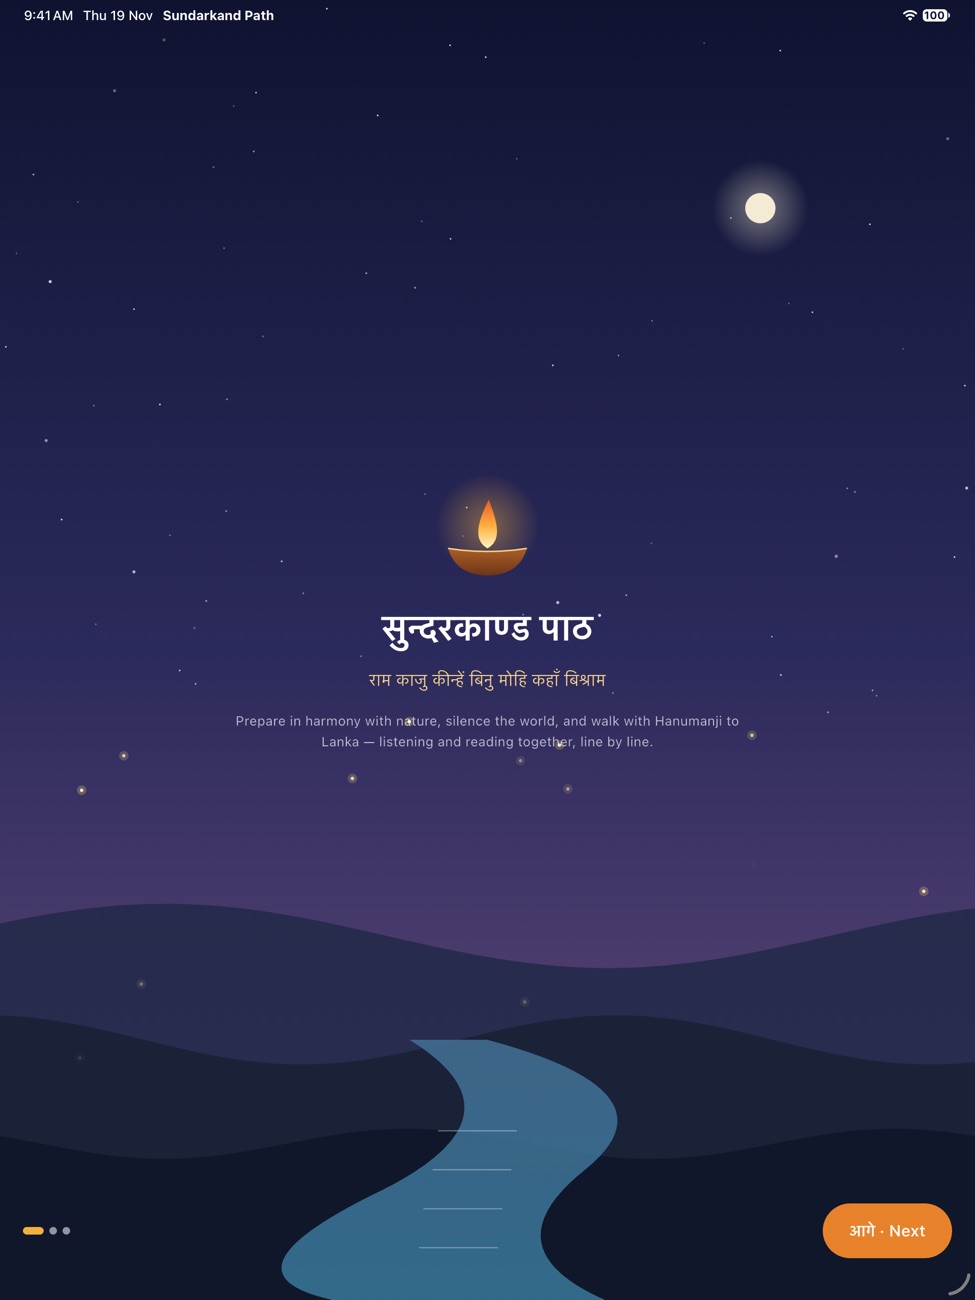 9:41 AM Thu 19 Nov Sundarkand Path
100
सुन्दरकाण्ड पाठ
राम काजु कीन्हें बिनु मोहि कहाँ बिश्राम
Prepare in harmony with nature, silence the world, and walk with Hanumanji to
Lanka — listening and reading together, line by line.
आगे · Next